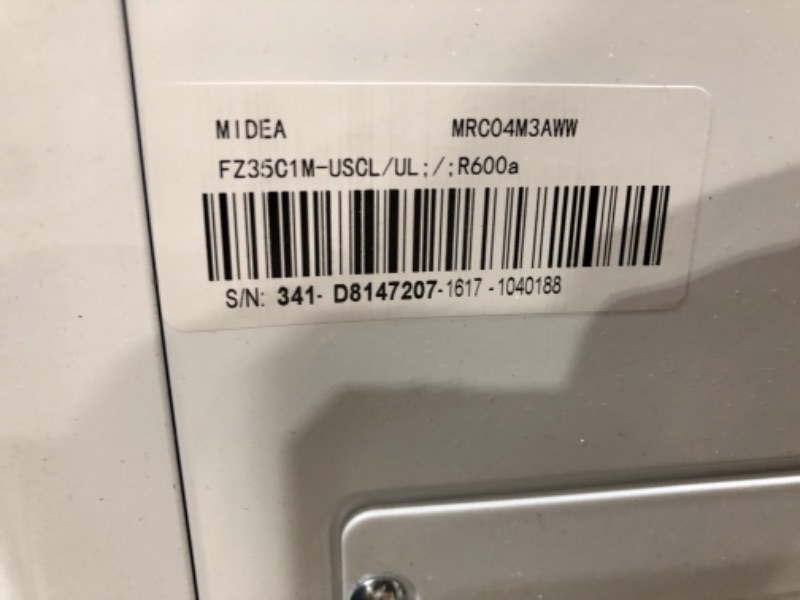 MIDEA MRC04M3AWW
FZ35C1M-USCL/UL;/;R600a
S/N: 341- D8147207-1617 -1040188